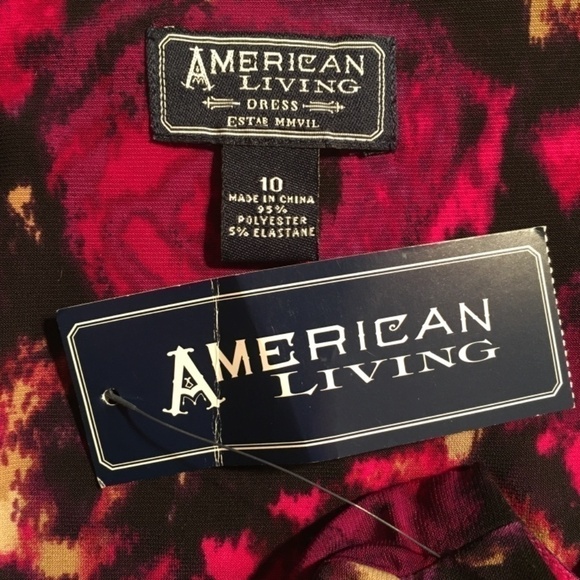 AMERICAN
LIVING
DRESS
ESTAB MMVII
10
MADE IN CHINA
95%
POLYESTER
5% ELASTANE
AMERICAN
LIVING